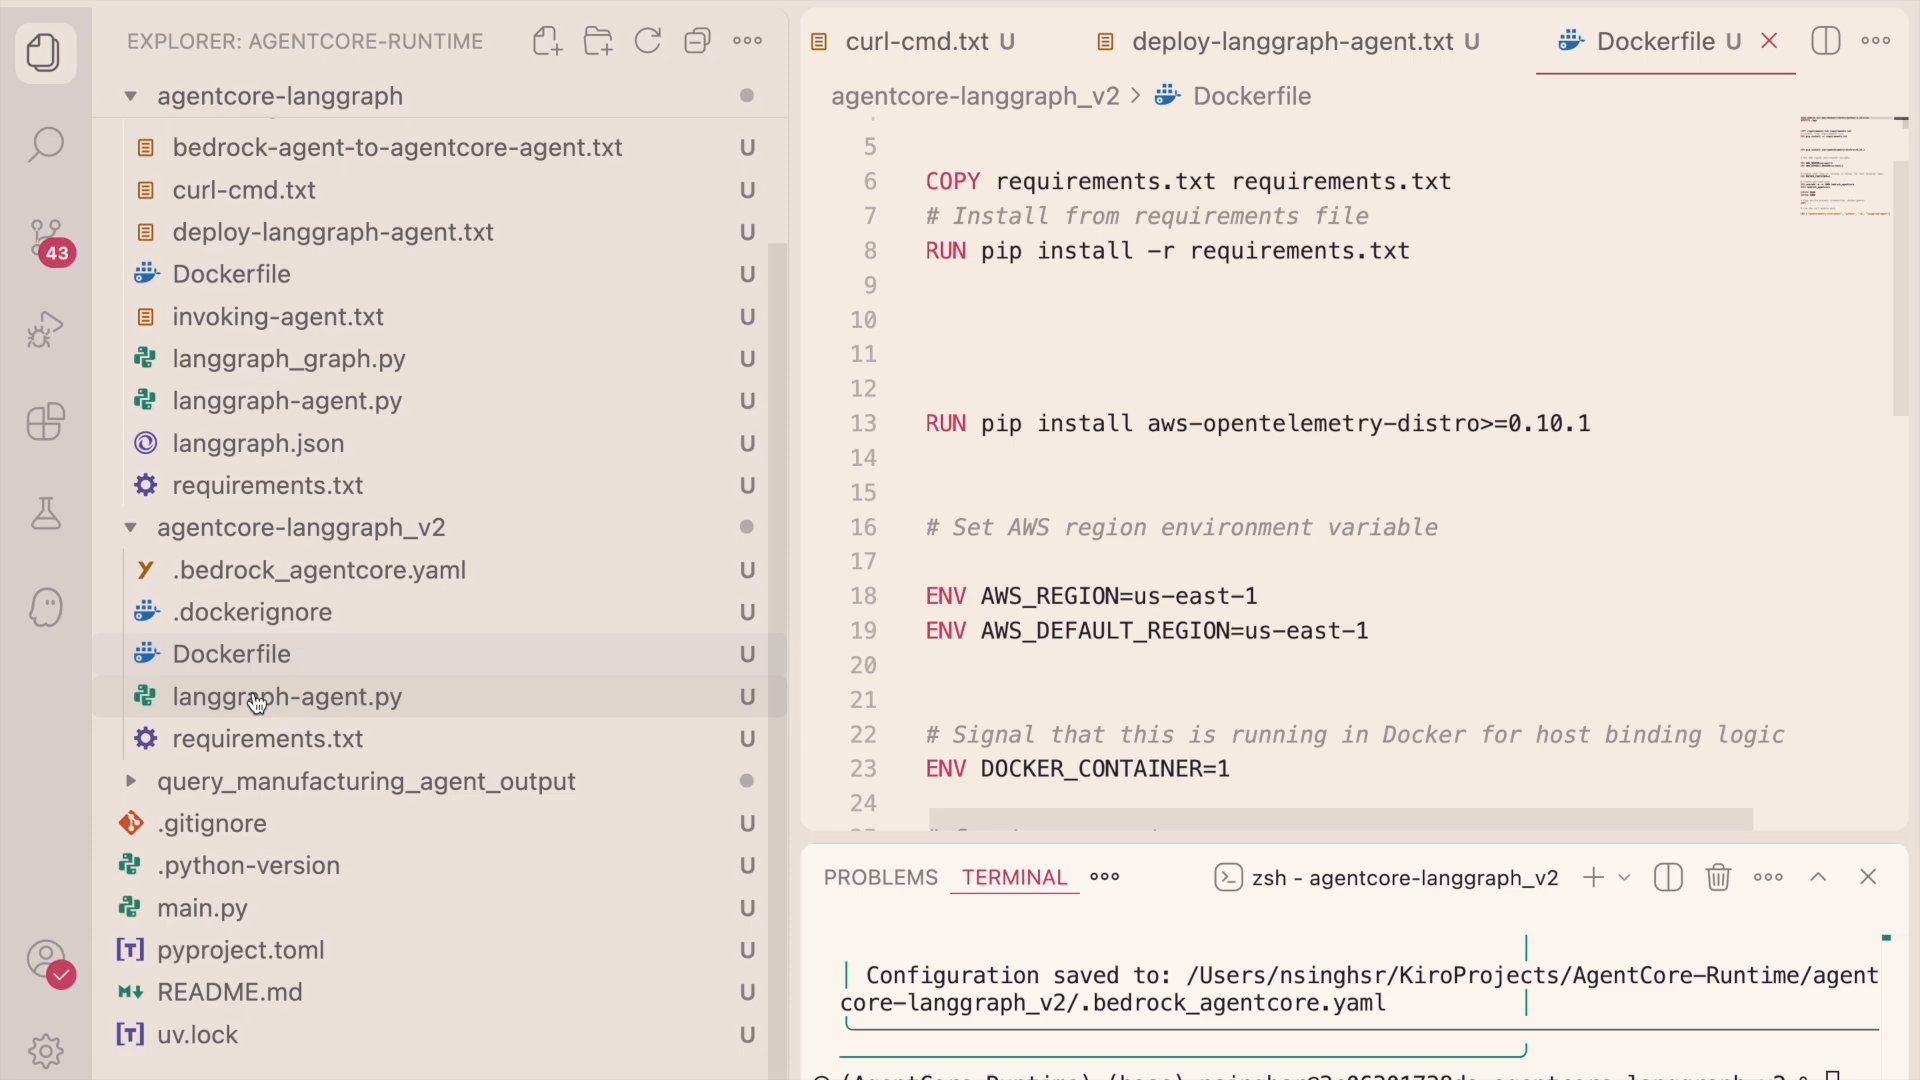 EXPLORER: AGENTCORE-RUNTIME
agentcore-langgraph
bedrock-agent-to-agentcore-agent.txt U
curl-cmd.txt U
deploy-langgraph-agent.txt U
Dockerfile U
invoking-agent.txt U
langgraph_graph.py U
langgraph-agent.py U
langgraph.json U
requirements.txt U
agentcore-langgraph_v2
.bedrock_agentcore.yaml U
.dockerignore U
Dockerfile U
langgraph-agent.py U
requirements.txt U
query_manufacturing_agent_output
.gitignore U
.python-version U
main.py U
pyproject.toml U
README.md U
uv.lock U
43
curl-cmd.txt U
deploy-langgraph-agent.txt U
Dockerfile U
agentcore-langgraph_v2 > Dockerfile
5
6 COPY requirements.txt requirements.txt
7 # Install from requirements file
8 RUN pip install -r requirements.txt
9
10
11
12
13 RUN pip install aws-opentelemetry-distro>=0.10.1
14
15
16 # Set AWS region environment variable
17
18 ENV AWS_REGION=us-east-1
19 ENV AWS_DEFAULT_REGION=us-east-1
20
21
22 # Signal that this is running in Docker for host binding logic
23 ENV DOCKER_CONTAINER=1
24
PROBLEMS TERMINAL
zsh - agentcore-langgraph_v2
Configuration saved to: /Users/nsinghsr/KiroProjects/AgentCore-Runtime/agent
core-langgraph_v2/.bedrock_agentcore.yaml